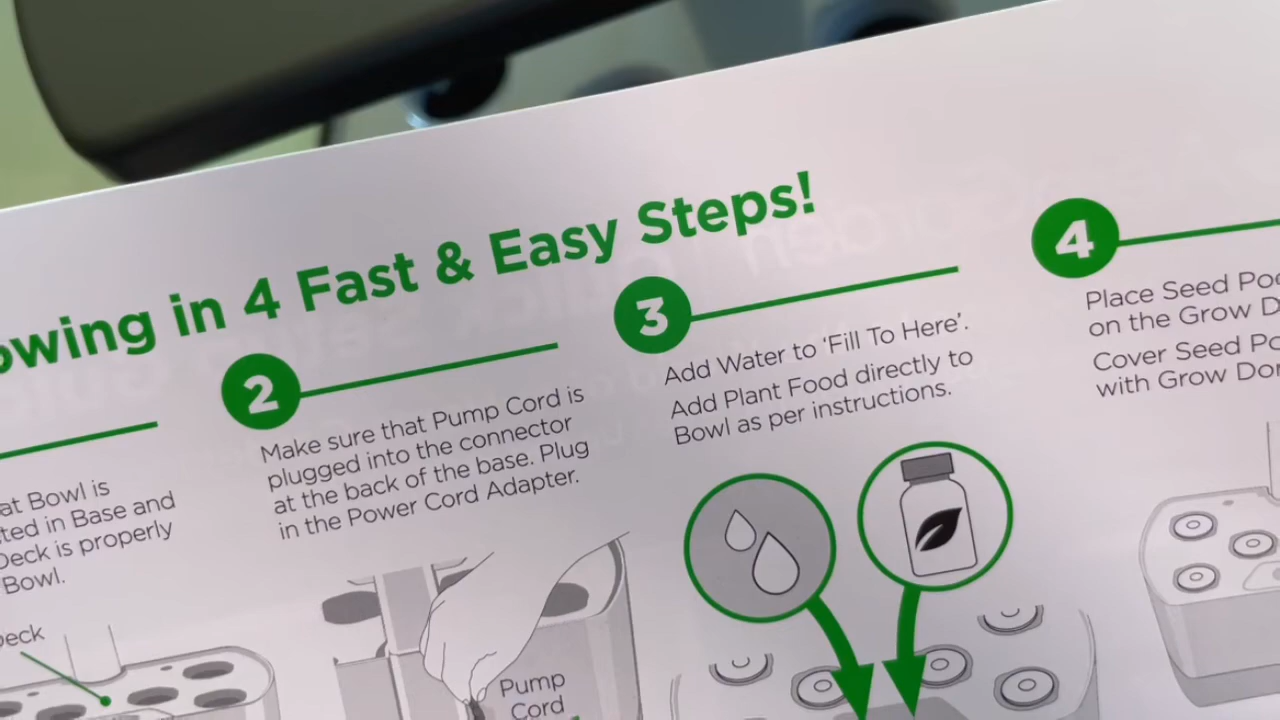 owing in 4 Fast & Easy Steps!
at Bowl is
ted in Base and
Deck is properly
Bowl.
eck
2
Make sure that Pump Cord is
plugged into the connector
at the back of the base. Plug
in the Power Cord Adapter.
Pump
Cord
3
Add Water to 'Fill To Here'.
Add Plant Food directly to
Bowl as per instructions.
4
Place Seed Po
on the Grow D
Cover Seed Po
with Grow Do